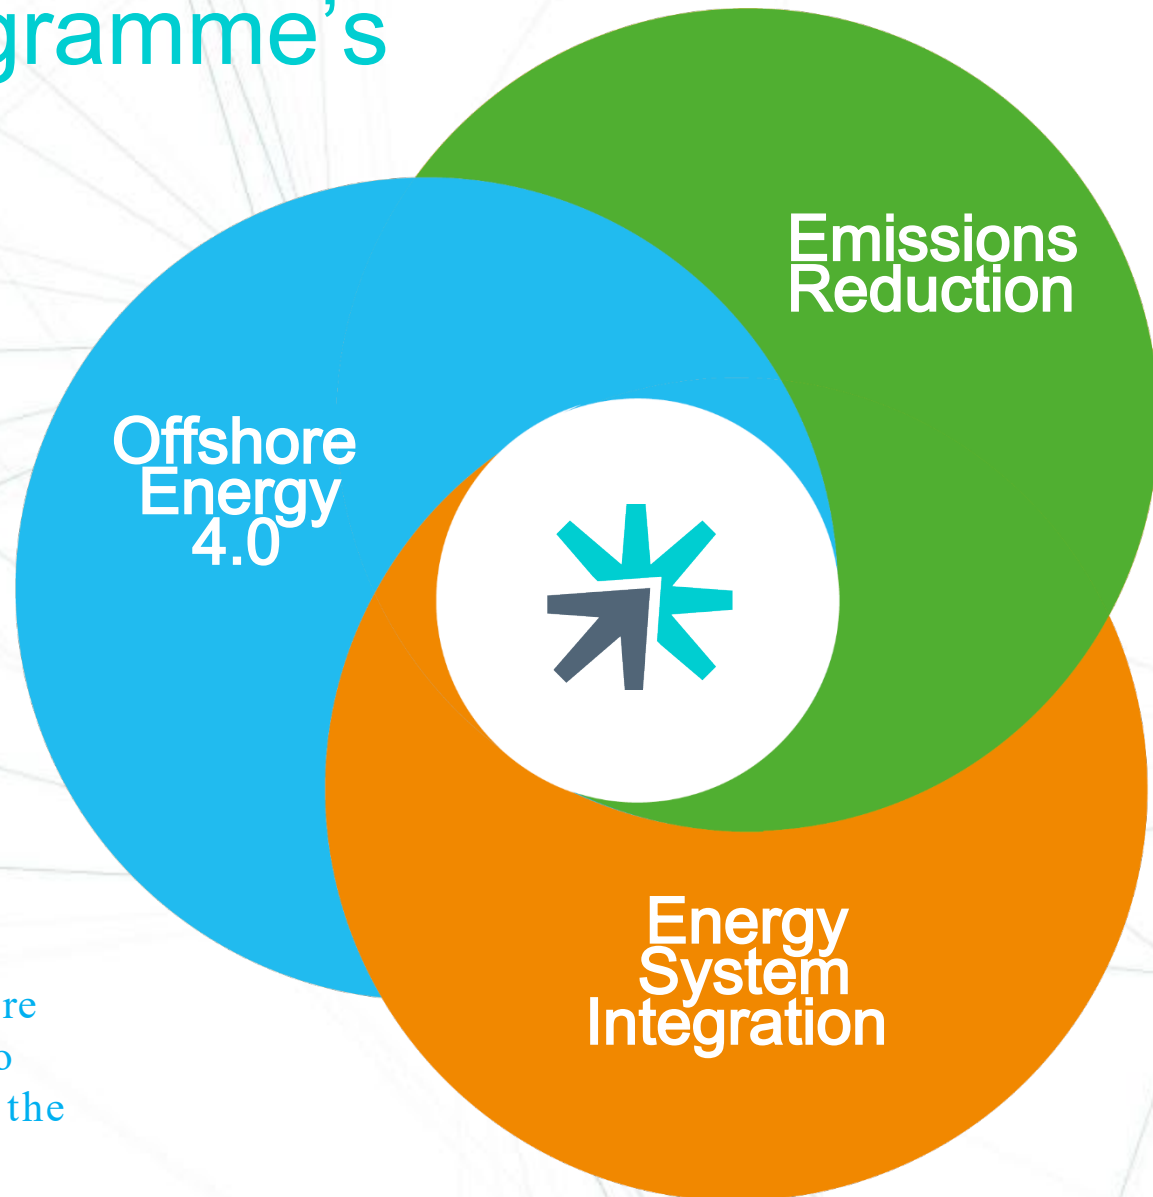 gramme's
Emissions
Reduction
Offshore
Energy
4.0
Energy
System
Integration
re
o
the